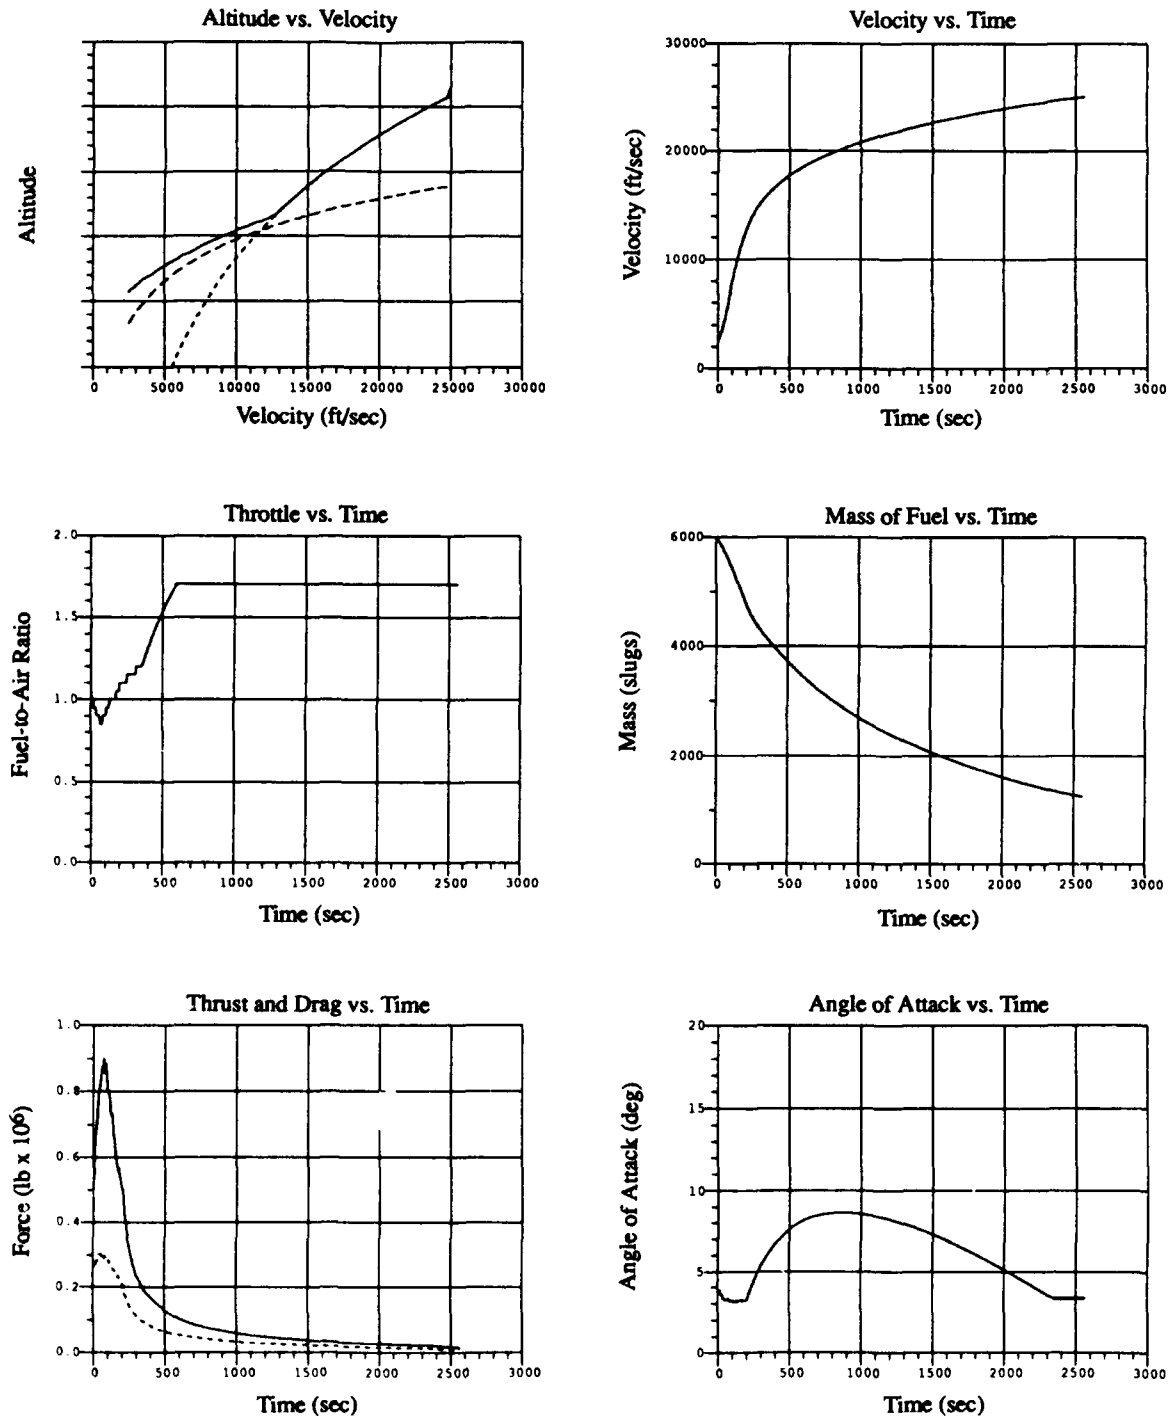 Altitude vs. Velocity
Altitude
0 5000 10000 15000 20000 25000 30000
Velocity (ft/sec)
Velocity vs. Time
Velocity (ft/sec)
30000
20000
10000
0
0 500 1000 1500 2000 2500 3000
Time (sec)
Throttle vs. Time
Fuel-to-Air Ratio
2.0
1.5
1.0
0.5
0.0
0 500 1000 1500 2000 2500 3000
Time (sec)
Mass of Fuel vs. Time
Mass (slugs)
6000
4000
2000
0
0 500 1000 1500 2000 2500 3000
Time (sec)
Thrust and Drag vs. Time
Force (lb x 10⁶)
1.0
0.8
0.6
0.4
0.2
0.0
0 500 1000 1500 2000 2500 3000
Time (sec)
Angle of Attack vs. Time
Angle of Attack (deg)
20
15
10
5
0
0 500 1000 1500 2000 2500 3000
Time (sec)